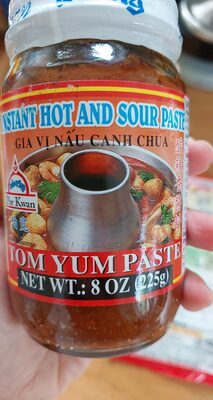 INSTANT HOT AND SOUR PASTE
GIA VỊ NẤU CANH CHUA
Por Kwan
TOM YUM PASTE
NET WT.: 8 OZ (225g)